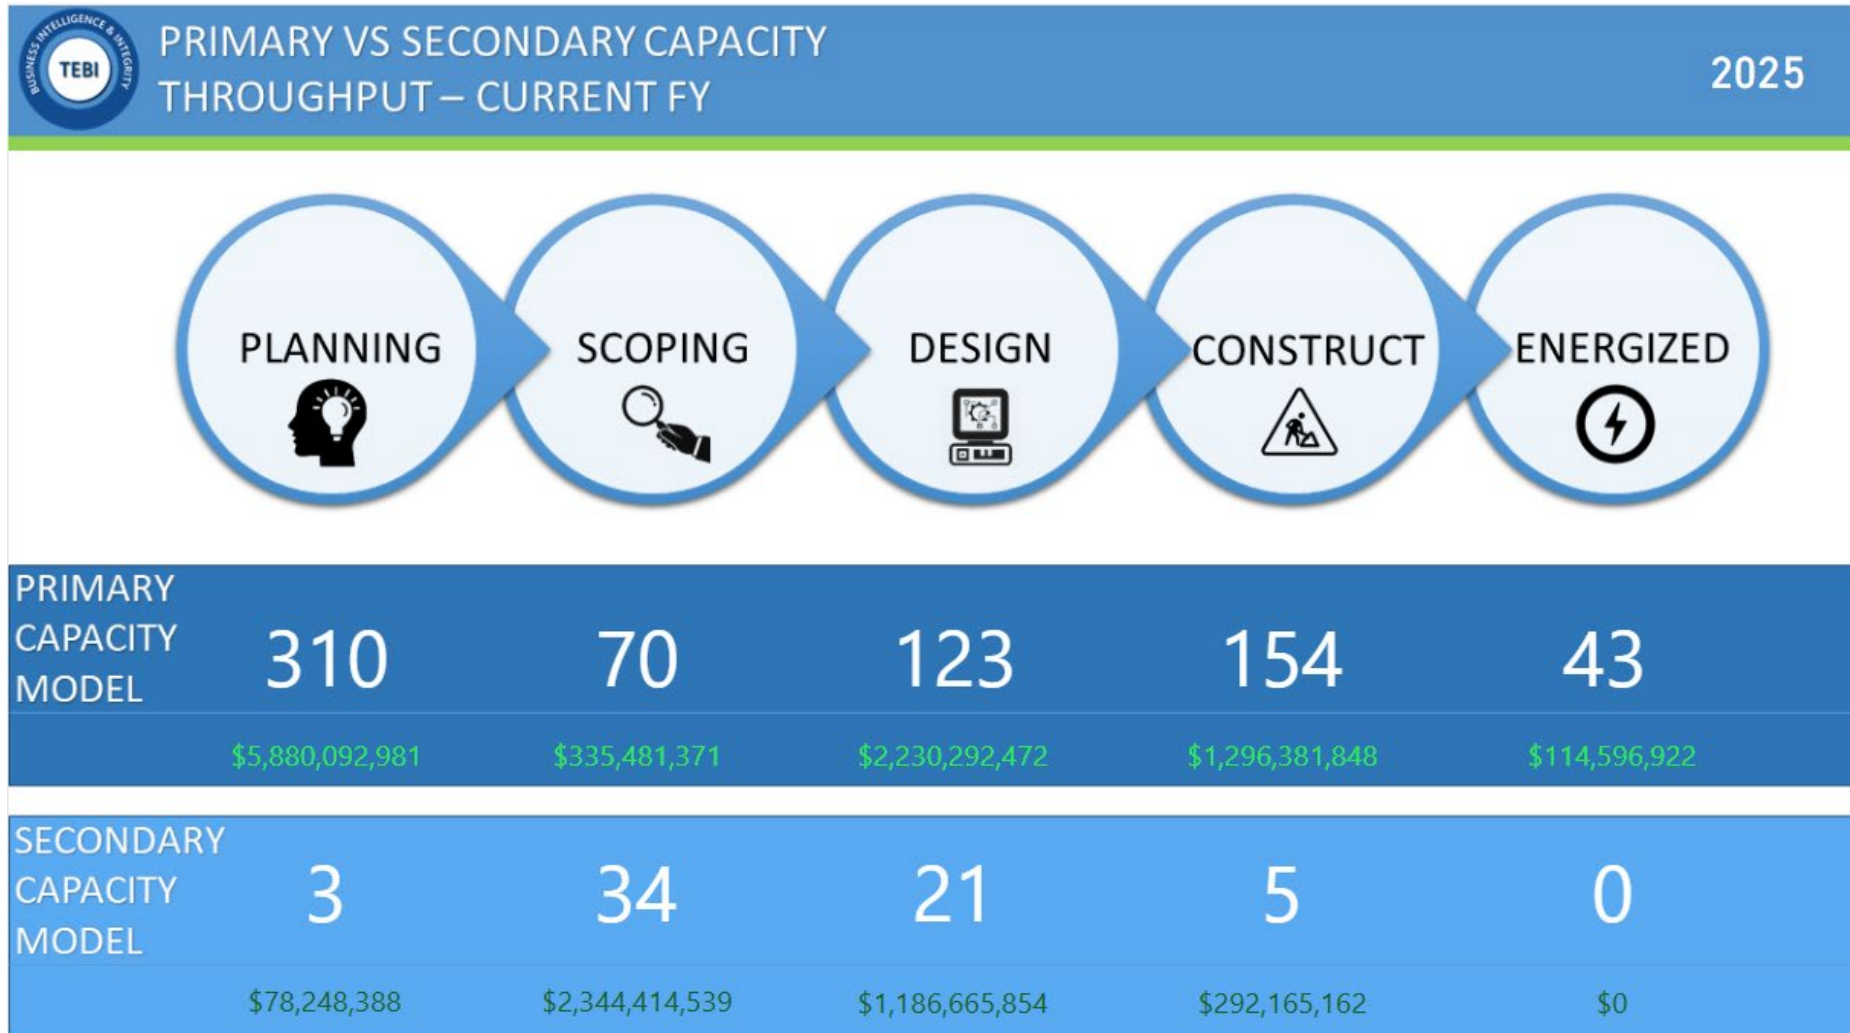 BUSINESS INTELLIGENCE & INTEGRITY
TEBI
PRIMARY VS SECONDARY CAPACITY
THROUGHPUT – CURRENT FY
2025
PLANNING
SCOPING
DESIGN
CONSTRUCT
ENERGIZED
PRIMARY
CAPACITY
MODEL
310
70
123
154
43
$5,880,092,981
$335,481,371
$2,230,292,472
$1,296,381,848
$114,596,922
SECONDARY
CAPACITY
MODEL
3
34
21
5
0
$78,248,388
$2,344,414,539
$1,186,665,854
$292,165,162
$0